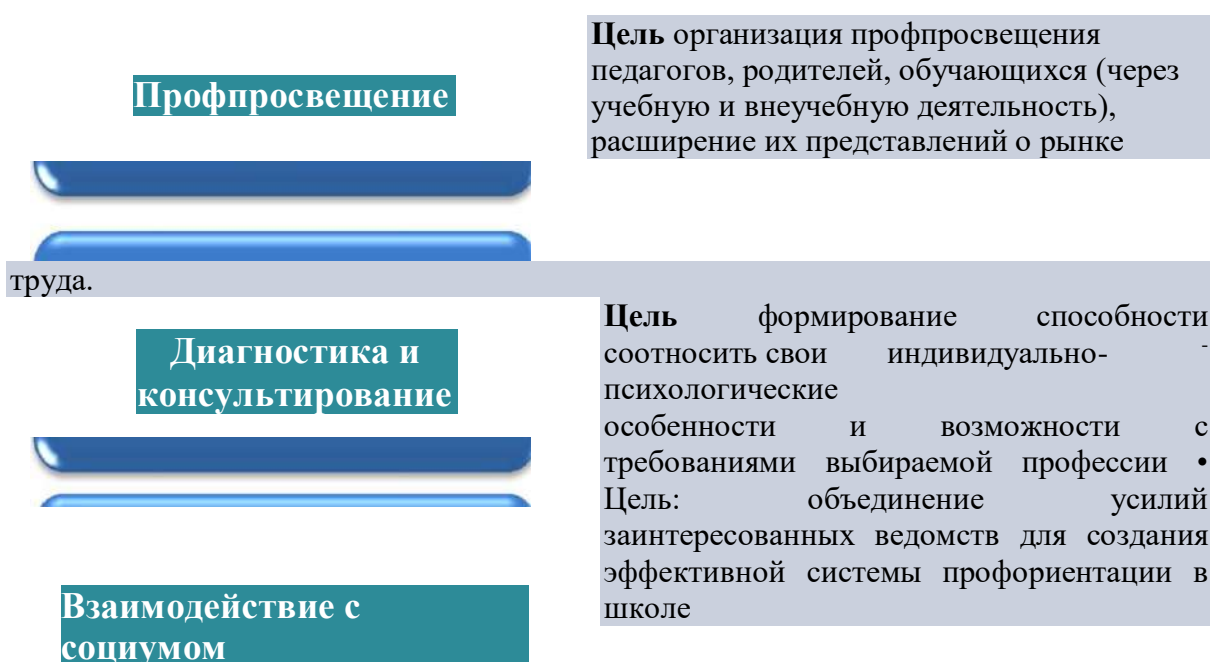 Профпросвещение
Цель организация профпросвещения
педагогов, родителей, обучающихся (через
учебную и внеучебную деятельность),
расширение их представлений о рынке
труда.
Диагностика и
консультирование
Цель формирование способности
соотносить свои индивидуально- -
психологические
особенности и возможности с
требованиями выбираемой профессии •
Цель: объединение усилий
заинтересованных ведомств для создания
эффективной системы профориентации в
школе
Взаимодействие с
социумом